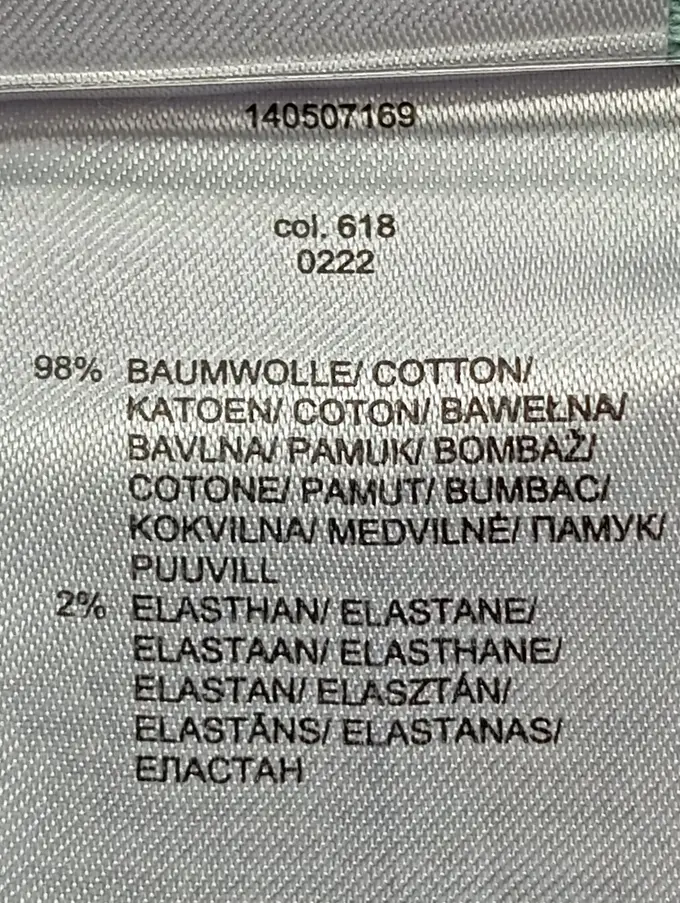 140507169
col. 618
0222
98% BAUMWOLLE/ COTTON/
KATOEN/ COTON/ BAWEŁNA/
BAVLNA/ PAMUK/ BOMBAŽ/
COTONE/ PAMUT/ BUMBAC/
KOKVILNA/ MEDVILNĖ/ ПАМУК/
PUUVILL
2% ELASTHAN/ ELASTANE/
ELASTAAN/ ELASTHANE/
ELASTAN/ ELASZTÁN/
ELASTĀNS/ ELASTANAS/
ЕЛАСТАН